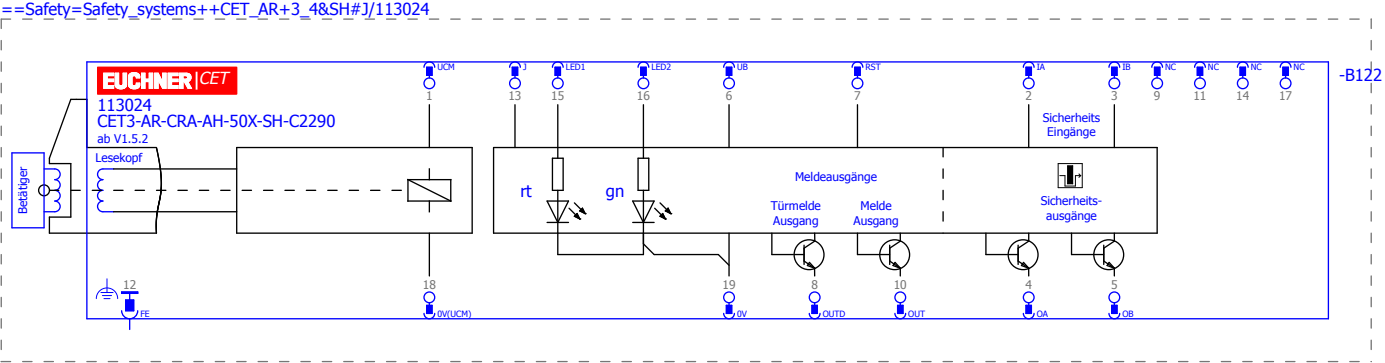 ==Safety=Safety_systems++CET_AR+3_4&SH#J/113024
-B122
EUCHNER CET
113024
CET3-AR-CRA-AH-50X-SH-C2290
ab V1.5.2
Lesekopf
Betätiger
UCM
1
J
13
LED1
15
LED2
16
UB
6
RST
7
IA
2
IB
3
NC
9
NC
11
NC
14
NC
17
Sicherheits
Eingänge
rt
gn
Meldeausgänge
Türmelde
Ausgang
Melde
Ausgang
Sicherheits-
ausgänge
12
FE
18
0V(UCM)
19
0V
8
OUTD
10
OUT
4
OA
5
OB